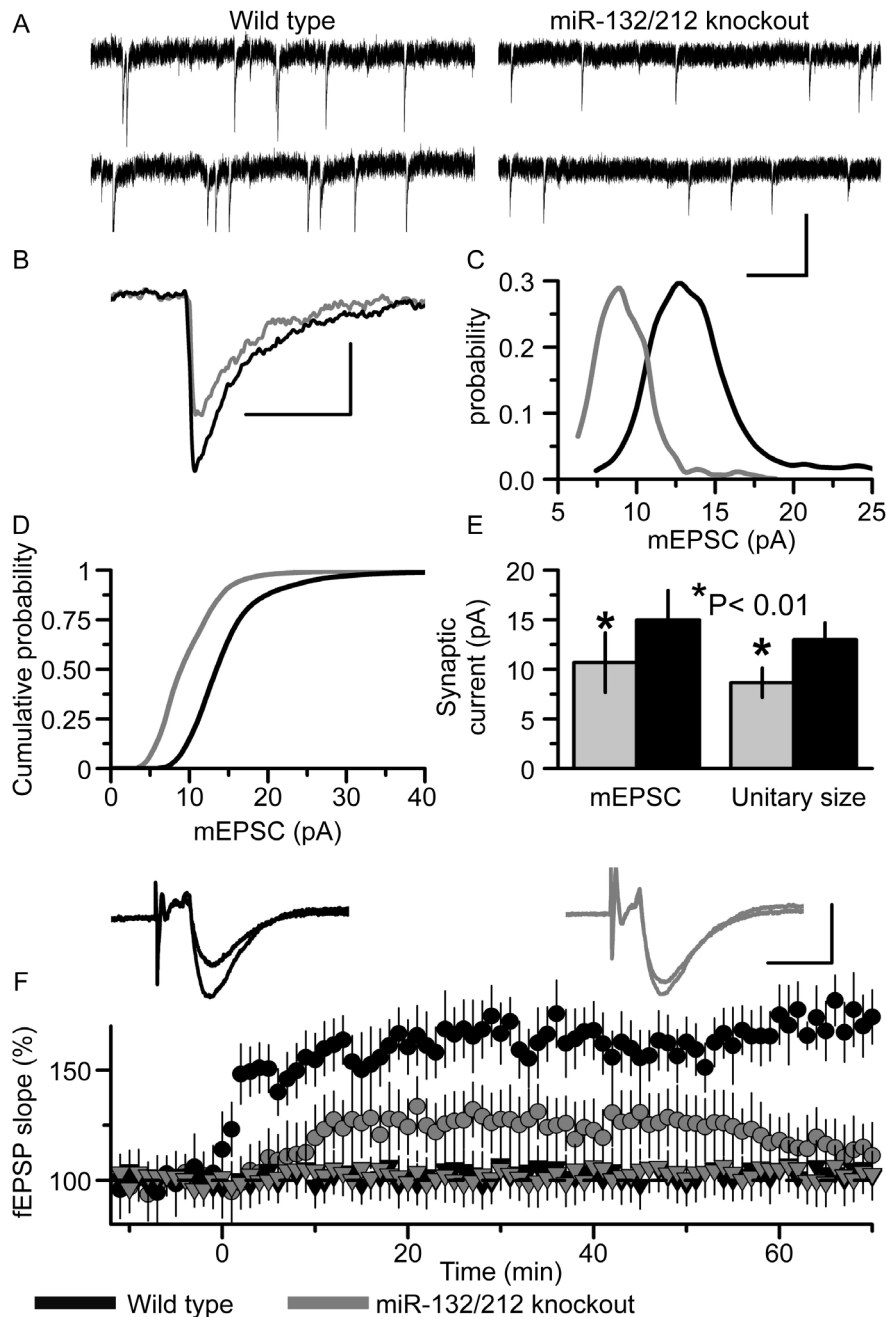 A
Wild type
miR-132/212 knockout
B
C
0.3
0.2
0.1
0.0
probability
5
10
15
20
25
mEPSC (pA)
D
1
0.75
0.50
0.25
0
Cumulative probability
0
10
20
30
40
mEPSC (pA)
E
20
15
10
5
0
Synaptic
current (pA)
*
*
*P< 0.01
mEPSC
Unitary size
F
150
100
fEPSP slope (%)
0
20
40
60
Time (min)
Wild type
miR-132/212 knockout